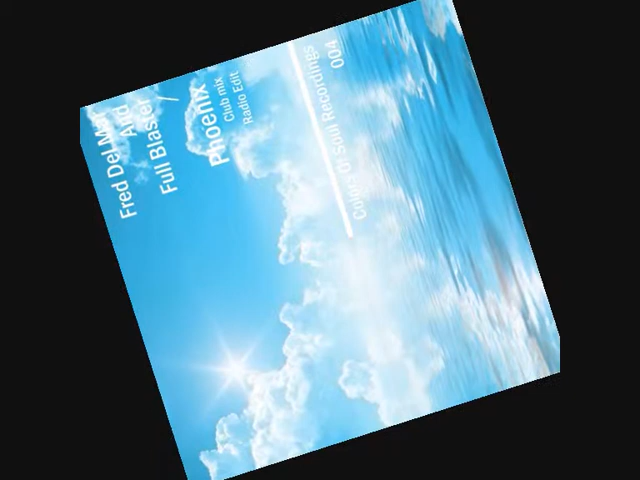 Fred Del Mar
And
Full Blaster /
Phoenix
Club mix
Radio Edit
Colors Of Soul Recordings
004